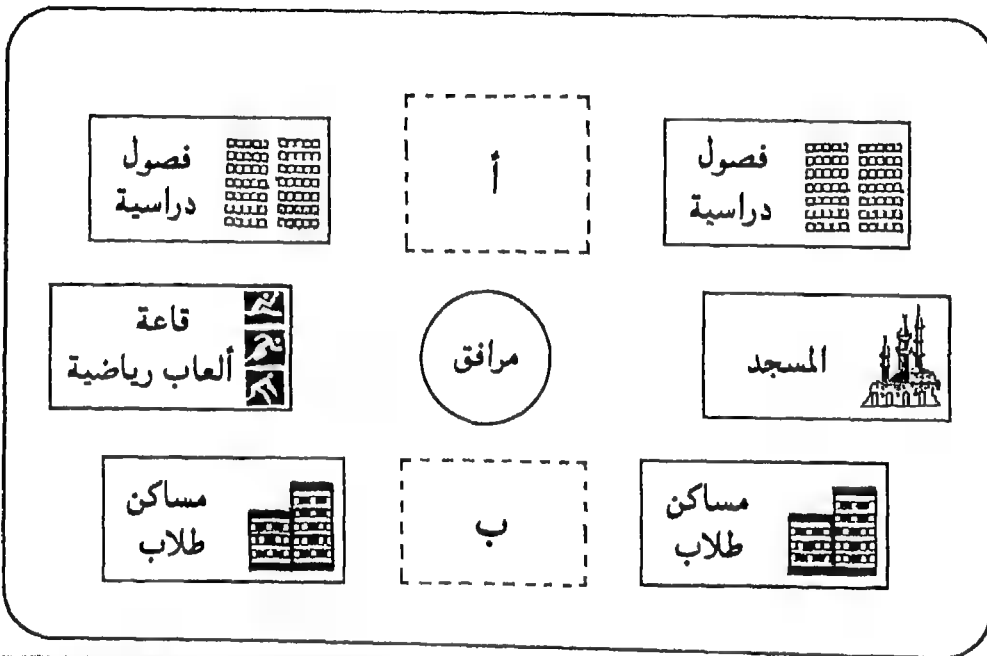 فصول
دراسية
أ
فصول
دراسية
المسجد
مرافق
قاعة
ألعاب رياضية
مساكن
طلاب
ب
مساكن
طلاب